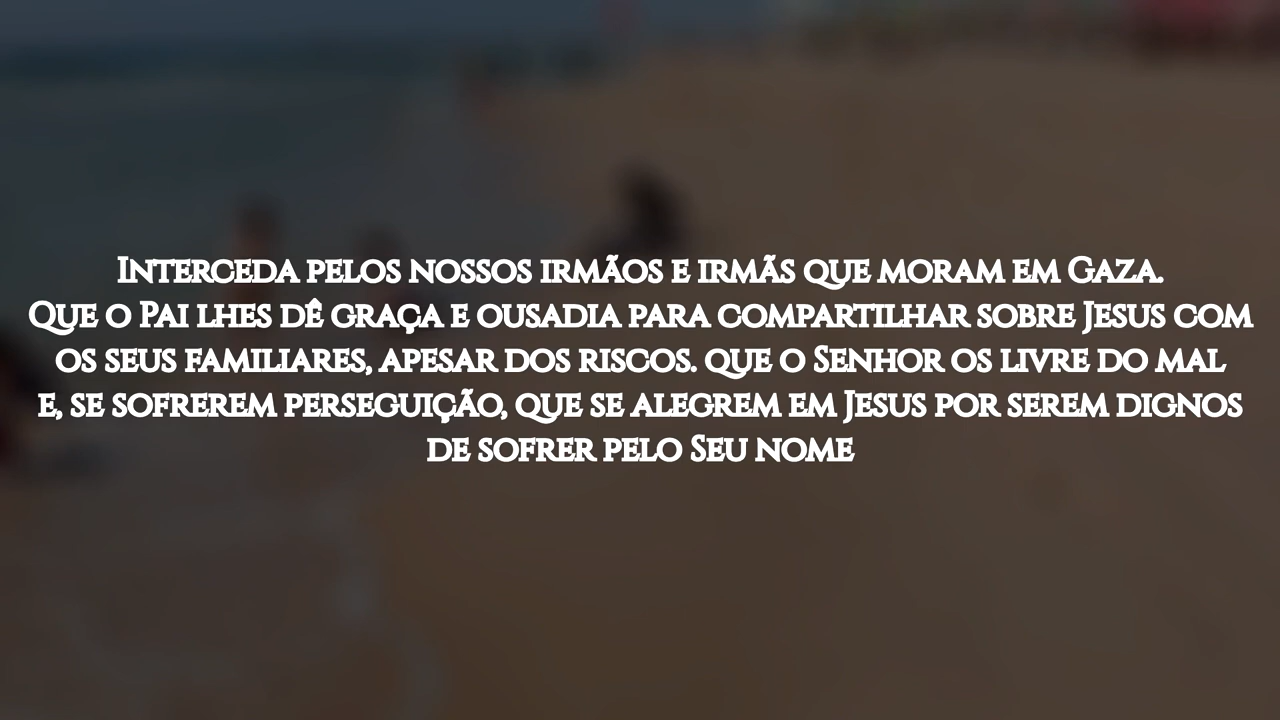 Interceda pelos nossos irmãos e irmãs que moram em Gaza.
Que o Pai lhes dê graça e ousadia para compartilhar sobre Jesus com
os seus familiares, apesar dos riscos. que o Senhor os livre do mal
e, se sofrerem perseguição, que se alegrem em Jesus por serem dignos
de sofrer pelo Seu nome